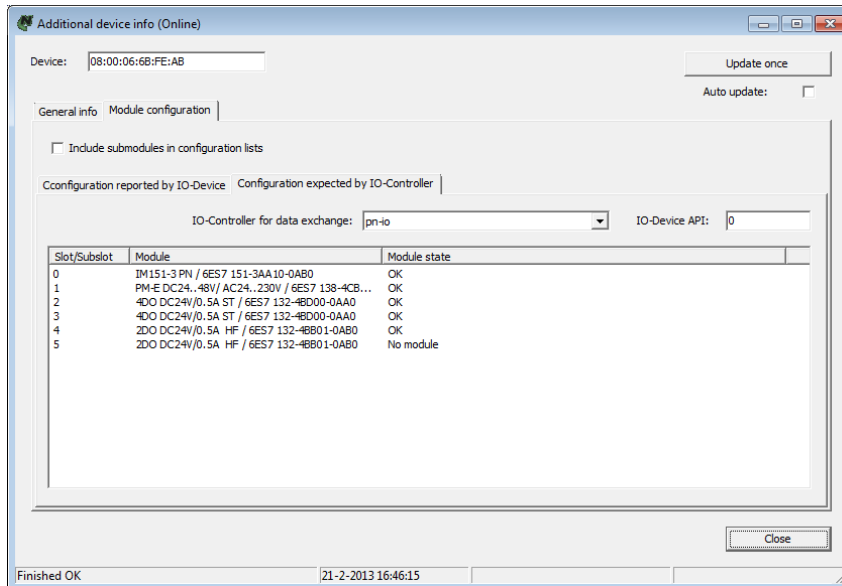 Additional device info (Online)
Device: 08:00:06:6B:FE:AB
Update once
Auto update:
General info Module configuration
Include submodules in configuration lists
Cconfiguration reported by IO-Device Configuration expected by IO-Controller
IO-Controller for data exchange: pn-io IO-Device API: 0
Slot/Subslot Module Module state
0 IM151-3 PN / 6ES7 151-3AA10-0AB0 OK
1 PM-E DC24..48V/ AC24..230V / 6ES7 138-4CB... OK
2 4DO DC24V/0.5A ST / 6ES7 132-4BD00-0AA0 OK
3 4DO DC24V/0.5A ST / 6ES7 132-4BD00-0AA0 OK
4 2DO DC24V/0.5A HF / 6ES7 132-4BB01-0AB0 OK
5 2DO DC24V/0.5A HF / 6ES7 132-4BB01-0AB0 No module
Close
Finished OK 21-2-2013 16:46:15